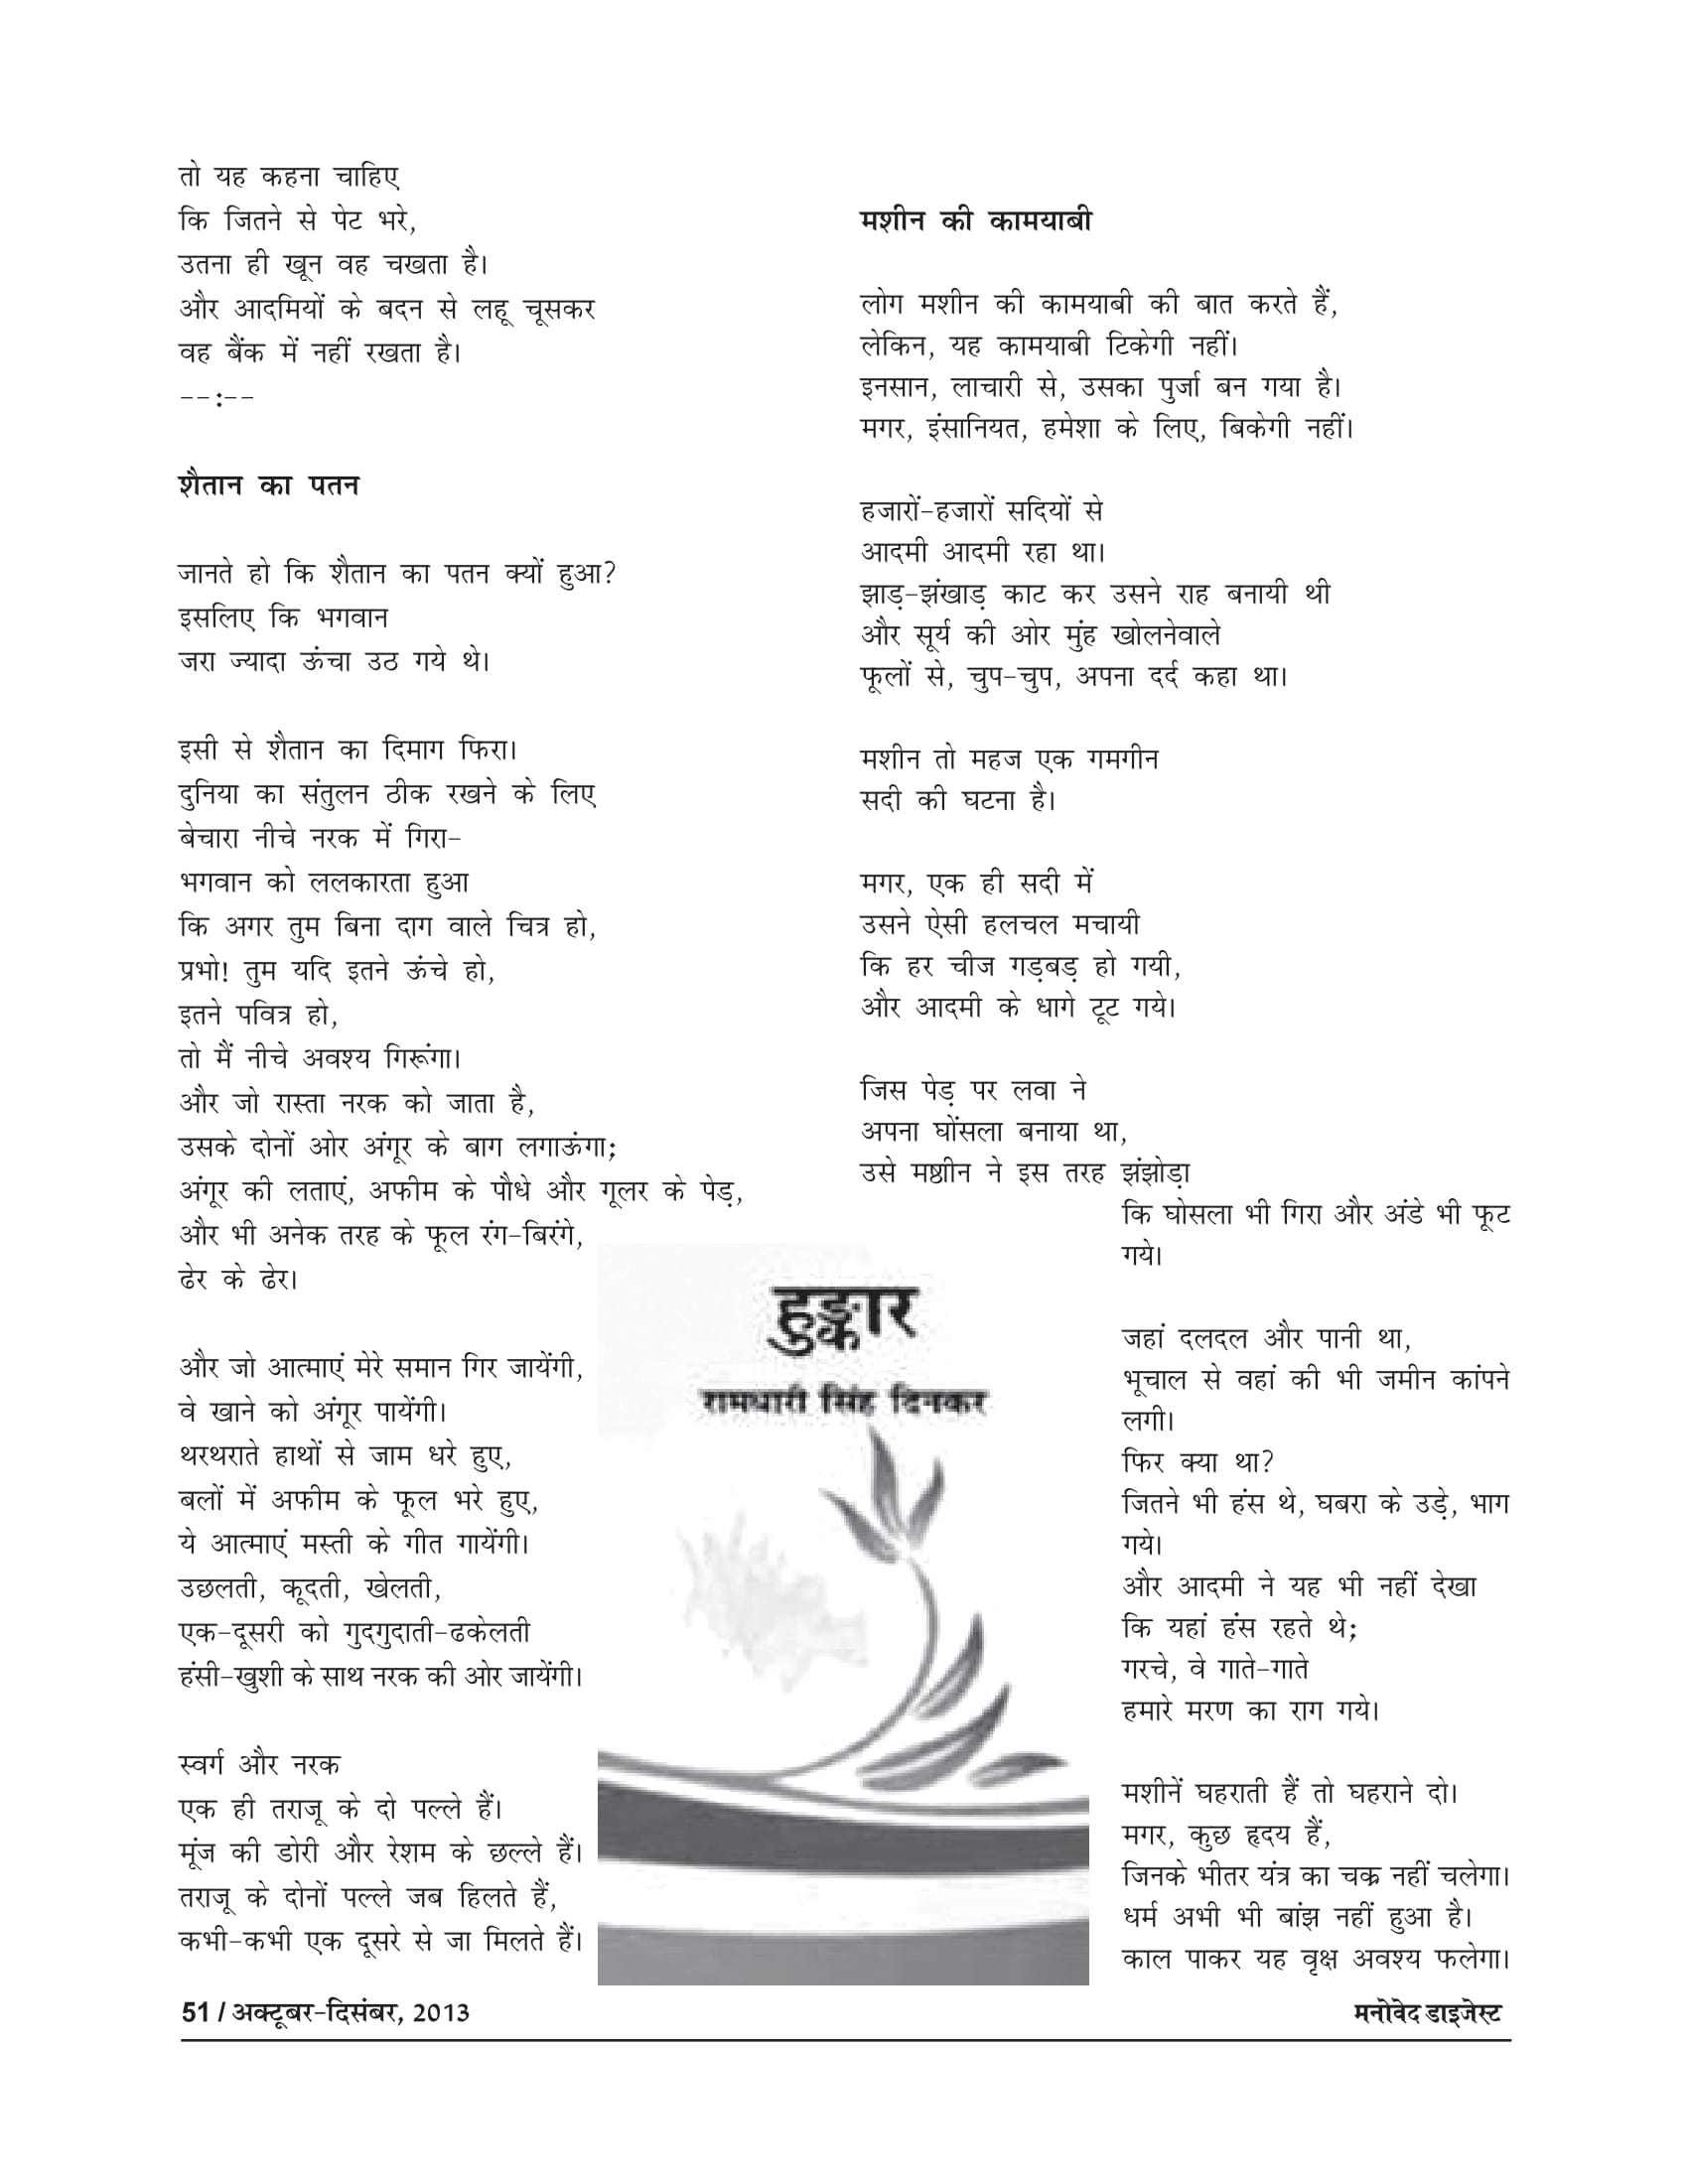 तो यह कहना चाहिए
कि जितने से पेट भरे,
उतना ही खून वह चखता है।
और आदमियों के बदन से लहू चूसकर
वह बैंक में नहीं रखता है।
--:--
शैतान का पतन
जानते हो कि शैतान का पतन क्यों हुआ?
इसलिए कि भगवान
जरा ज्यादा ऊंचा उठ गये थे।
इसी से शैतान का दिमाग फिरा।
दुनिया का संतुलन ठीक रखने के लिए
बेचारा नीचे नरक में गिरा-
भगवान को ललकारता हुआ
कि अगर तुम बिना दाग वाले चित्र हो,
प्रभो! तुम यदि इतने ऊंचे हो,
इतने पवित्र हो,
तो मैं नीचे अवश्य गिरूंगा।
और जो रास्ता नरक को जाता है,
उसके दोनों ओर अंगूर के बाग लगाऊंगा;
अंगूर की लताएं, अफीम के पौधे और गूलर के पेड़,
और भी अनेक तरह के फूल रंग-बिरंगे,
ढेर के ढेर।
और जो आत्माएं मेरे समान गिर जायेंगी,
वे खाने को अंगूर पायेंगी।
थरथराते हाथों से जाम धरे हुए,
बलों में अफीम के फूल भरे हुए,
ये आत्माएं मस्ती के गीत गायेंगी।
उछलती, कूदती, खेलती,
एक-दूसरी को गुदगुदाती-ढकेलती
हंसी-खुशी के साथ नरक की ओर जायेंगी।
स्वर्ग और नरक
एक ही तराजू के दो पल्ले हैं।
मूंज की डोरी और रेशम के छल्ले हैं।
तराजू के दोनों पल्ले जब हिलते हैं,
कभी-कभी एक दूसरे से जा मिलते हैं।
मशीन की कामयाबी
लोग मशीन की कामयाबी की बात करते हैं,
लेकिन, यह कामयाबी टिकेगी नहीं।
इनसान, लाचारी से, उसका पुर्जा बन गया है।
मगर, इंसानियत, हमेशा के लिए, बिकेगी नहीं।
हजारों-हजारों सदियों से
आदमी आदमी रहा था।
झाड़-झंखाड़ काट कर उसने राह बनायी थी
और सूर्य की ओर मुंह खोलनेवाले
फूलों से, चुप-चुप, अपना दर्द कहा था।
मशीन तो महज एक गमगीन
सदी की घटना है।
मगर, एक ही सदी में
उसने ऐसी हलचल मचायी
कि हर चीज गड़बड़ हो गयी,
और आदमी के धागे टूट गये।
जिस पेड़ पर लवा ने
अपना घोंसला बनाया था,
उसे मष्ाीन ने इस तरह झंझोड़ा
कि घोसला भी गिरा और अंडे भी फूट
गये।
जहां दलदल और पानी था,
भूचाल से वहां की भी जमीन कांपने
लगी।
फिर क्या था?
जितने भी हंस थे, घबरा के उड़े, भाग
गये।
और आदमी ने यह भी नहीं देखा
कि यहां हंस रहते थे;
गरचे, वे गाते-गाते
हमारे मरण का राग गये।
मशीनें घहराती हैं तो घहराने दो।
मगर, कुछ हृदय हैं,
जिनके भीतर यंत्र का चक्र नहीं चलेगा।
धर्म अभी भी बांझ नहीं हुआ है।
काल पाकर यह वृक्ष अवश्य फलेगा।
हुङ्कार
रामधारी सिंह दिनकर
51 / अक्टूबर-दिसंबर, 2013
मनोवेद डाइजेस्ट